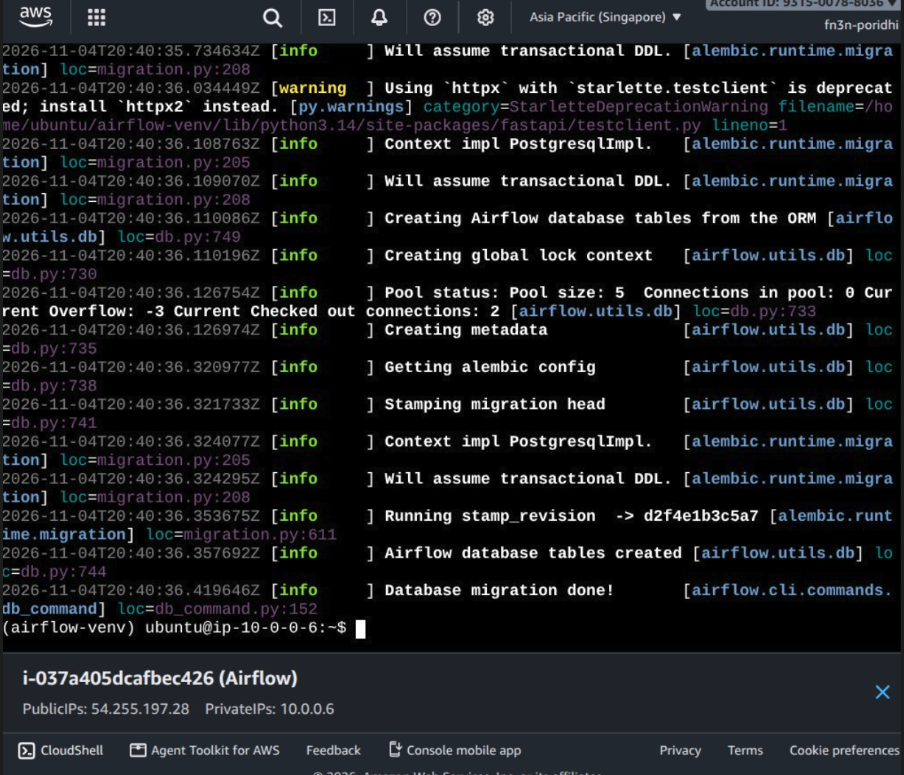 aws
Asia Pacific (Singapore) ▼
Account ID: 9315-0078-8036 ▼
fn3n-poridhi
2026-11-04T20:40:35.734634Z [info     ] Will assume transactional DDL. [alembic.runtime.migra
tion] loc=migration.py:208
2026-11-04T20:40:36.034449Z [warning  ] Using `httpx` with `starlette.testclient` is deprecat
ed; install `httpx2` instead. [py.warnings] category=StarletteDeprecationWarning filename=/ho
me/ubuntu/airflow-venv/lib/python3.14/site-packages/fastapi/testclient.py lineno=1
2026-11-04T20:40:36.108763Z [info     ] Context impl PostgresqlImpl.   [alembic.runtime.migra
tion] loc=migration.py:205
2026-11-04T20:40:36.109070Z [info     ] Will assume transactional DDL. [alembic.runtime.migra
tion] loc=migration.py:208
2026-11-04T20:40:36.110086Z [info     ] Creating Airflow database tables from the ORM [airflo
w.utils.db] loc=db.py:749
2026-11-04T20:40:36.110196Z [info     ] Creating global lock context   [airflow.utils.db] loc
=db.py:730
2026-11-04T20:40:36.126754Z [info     ] Pool status: Pool size: 5  Connections in pool: 0 Cur
rent Overflow: -3 Current Checked out connections: 2 [airflow.utils.db] loc=db.py:733
2026-11-04T20:40:36.126974Z [info     ] Creating metadata              [airflow.utils.db] loc
=db.py:735
2026-11-04T20:40:36.320977Z [info     ] Getting alembic config         [airflow.utils.db] loc
=db.py:738
2026-11-04T20:40:36.321733Z [info     ] Stamping migration head        [airflow.utils.db] loc
=db.py:741
2026-11-04T20:40:36.324077Z [info     ] Context impl PostgresqlImpl.   [alembic.runtime.migra
tion] loc=migration.py:205
2026-11-04T20:40:36.324295Z [info     ] Will assume transactional DDL. [alembic.runtime.migra
tion] loc=migration.py:208
2026-11-04T20:40:36.353675Z [info     ] Running stamp_revision  -> d2f4e1b3c5a7 [alembic.runt
ime.migration] loc=migration.py:611
2026-11-04T20:40:36.357692Z [info     ] Airflow database tables created [airflow.utils.db] lo
c=db.py:744
2026-11-04T20:40:36.419646Z [info     ] Database migration done!       [airflow.cli.commands.
db_command] loc=db_command.py:152
(airflow-venv) ubuntu@ip-10-0-0-6:~$
i-037a405dcafbec426 (Airflow)
PublicIPs: 54.255.197.28    PrivateIPs: 10.0.0.6
CloudShell    Agent Toolkit for AWS    Feedback    Console mobile app    Privacy    Terms    Cookie preferences
© 2026, Amazon Web Services, Inc. or its affiliates.